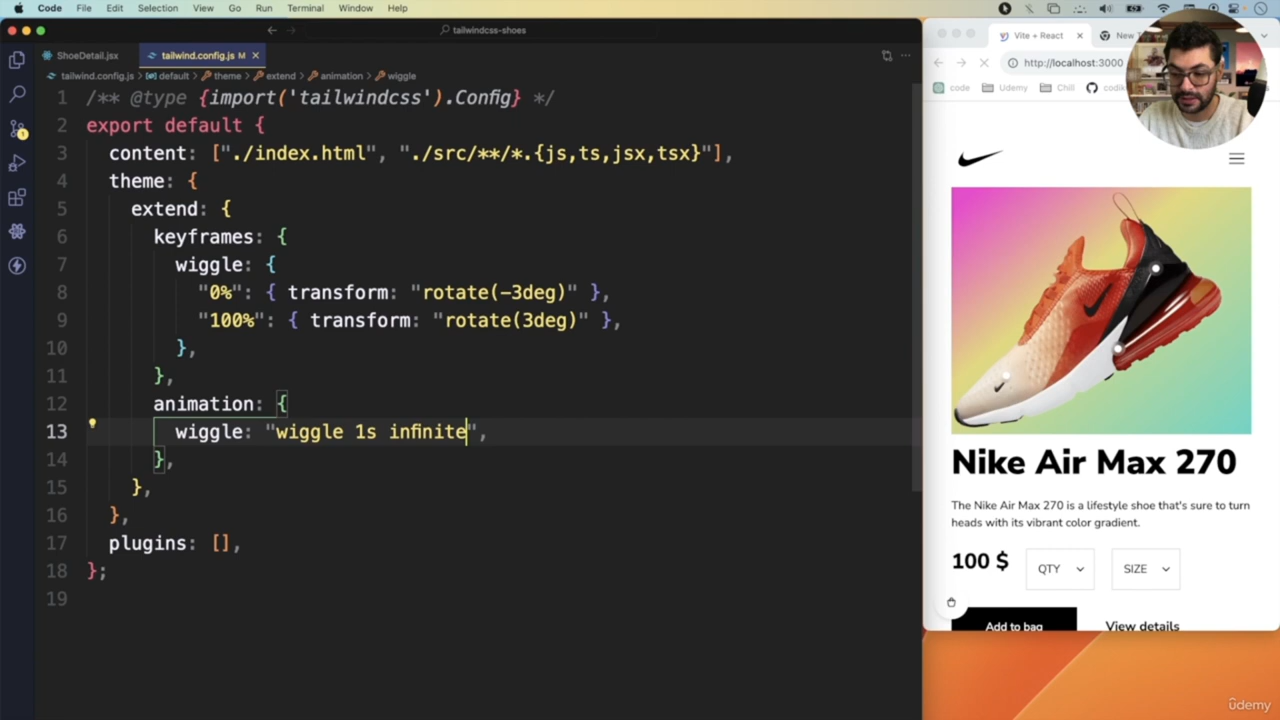 Code File Edit Selection View Go Run Terminal Window Help
tailwindcss-shoes
ShoeDetail.jsx
tailwind.config.js M
tailwind.config.js > default > theme > extend > animation > wiggle
1 /** @type {import('tailwindcss').Config} */
2 export default {
3 content: ["./index.html", "./src/**/*.{js,ts,jsx,tsx}"],
4 theme: {
5 extend: {
6 keyframes: {
7 wiggle: {
8 "0%": { transform: "rotate(-3deg)" },
9 "100%": { transform: "rotate(3deg)" },
10 },
11 },
12 animation: {
13 wiggle: "wiggle 1s infinite",
14 },
15 },
16 },
17 plugins: [],
18 };
19
Vite + React
http://localhost:3000
code Udemy Chill
Nike Air Max 270
The Nike Air Max 270 is a lifestyle shoe that's sure to turn
heads with its vibrant color gradient.
100 $ QTY SIZE
Add to bag View details
ûdemy